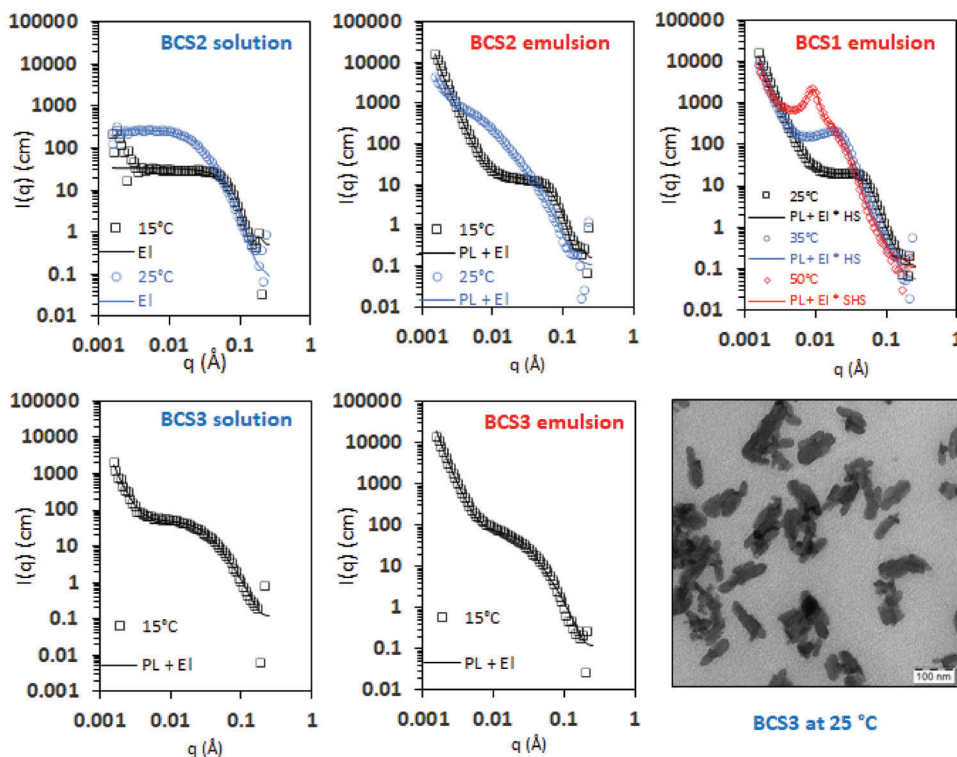 BCS2 solution
I(q) (cm)
100000
10000
1000
100
10
1
0.1
0.01
15°C
El
25°C
El
0.001 0.01 0.1 1
q (Å)
BCS2 emulsion
I(q) (cm)
100000
10000
1000
100
10
1
0.1
0.01
15°C
PL + El
25°C
PL + El
0.001 0.01 0.1 1
q (Å)
BCS1 emulsion
I(q) (cm)
100000
10000
1000
100
10
1
0.1
0.01
25°C
PL+ EI * HS
35°C
PL+ EI * HS
50°C
PL+ EI * SHS
0.001 0.01 0.1 1
q (Å)
BCS3 solution
I(q) (cm)
100000
10000
1000
100
10
1
0.1
0.01
0.001
15°C
PL + El
0.001 0.01 0.1 1
q (Å)
BCS3 emulsion
I(q) (cm)
100000
10000
1000
100
10
1
0.1
0.01
15°C
PL + El
0.001 0.01 0.1 1
q (Å)
100 nm
BCS3 at 25 °C